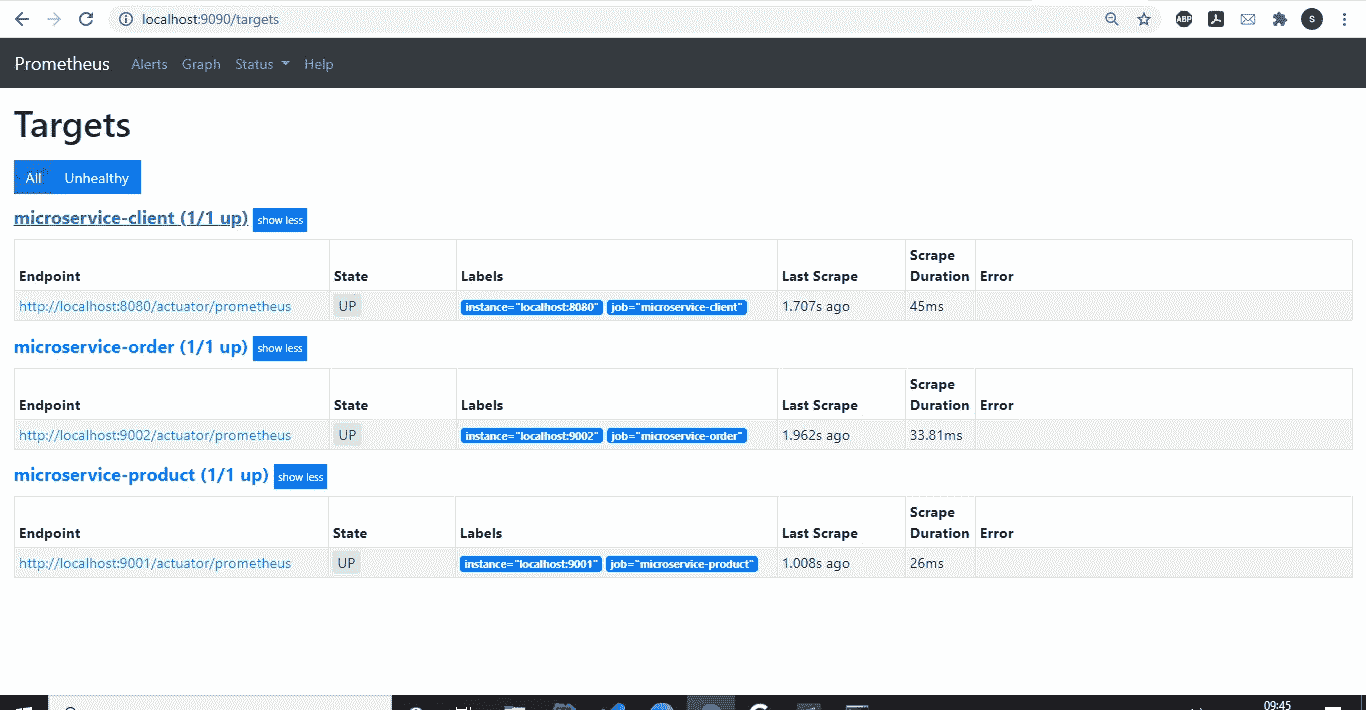 localhost:9090/targets
ABP
S
Prometheus Alerts Graph Status Help
Targets
All Unhealthy
microservice-client (1/1 up) show less
Endpoint State Labels Last Scrape Scrape Duration Error
http://localhost:8080/actuator/prometheus UP instance="localhost:8080" job="microservice-client" 1.707s ago 45ms
microservice-order (1/1 up) show less
Endpoint State Labels Last Scrape Scrape Duration Error
http://localhost:9002/actuator/prometheus UP instance="localhost:9002" job="microservice-order" 1.962s ago 33.81ms
microservice-product (1/1 up) show less
Endpoint State Labels Last Scrape Scrape Duration Error
http://localhost:9001/actuator/prometheus UP instance="localhost:9001" job="microservice-product" 1.008s ago 26ms
09:45